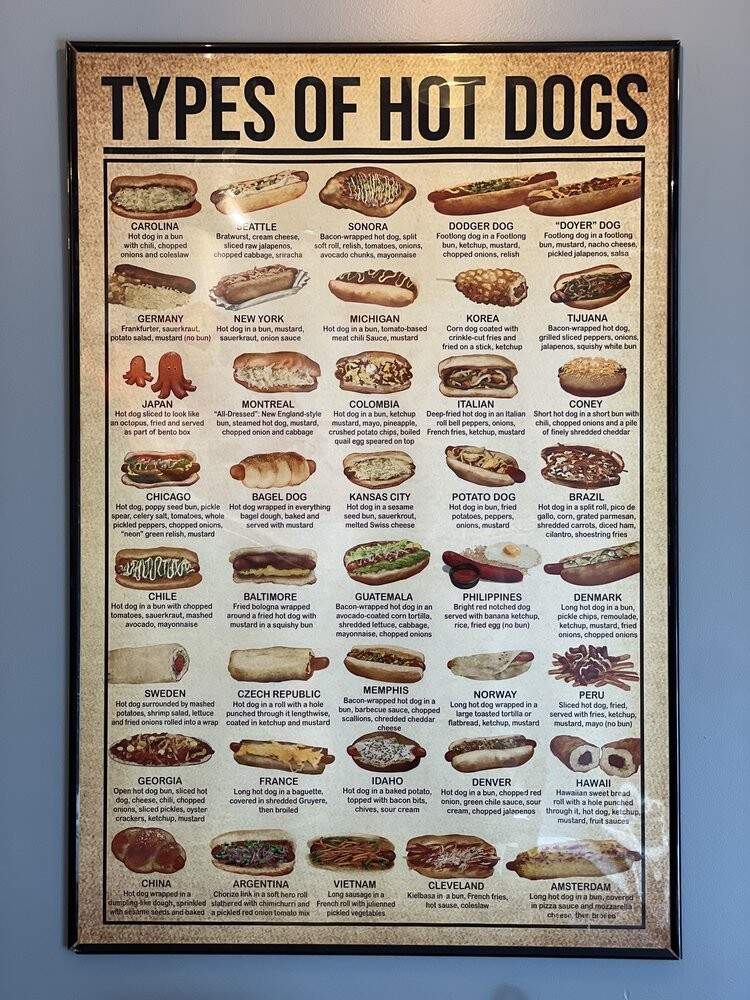 TYPES OF HOT DOGS
CAROLINA
Hot dog in a bun
with chili, chopped
onions and coleslaw
SEATTLE
Bratwurst, cream cheese,
sliced raw jalapenos,
chopped cabbage, sriracha
SONORA
Bacon-wrapped hot dog, split
soft roll, relish, tomatoes, onions,
avocado chunks, mayonnaise
DODGER DOG
Footlong dog in a Footlong
bun, ketchup, mustard,
chopped onions, relish
"DOYER" DOG
Footlong dog in a footlong
bun, mustard, nacho cheese,
pickled jalapenos, salsa
GERMANY
Frankfurter, sauerkraut,
potato salad, mustard (no bun)
NEW YORK
Hot dog in a bun, mustard,
sauerkraut, onion sauce
MICHIGAN
Hot dog in a bun, tomato-based
meat chili Sauce, mustard
KOREA
Corn dog coated with
crinkle-cut fries and
fried on a stick, ketchup
TIJUANA
Bacon-wrapped hot dog,
grilled sliced peppers, onions,
jalapenos, squishy white bun
JAPAN
Hot dog sliced to look like
an octopus, fried and served
as part of bento box
MONTREAL
"All-Dressed": New England-style
bun, steamed hot dog, mustard,
chopped onion and cabbage
COLOMBIA
Hot dog in a bun, ketchup
mustard, mayo, pineapple,
crushed potato chips, boiled
quail egg speared on top
ITALIAN
Deep-fried hot dog in an Italian
roll bell peppers, onions,
French fries, ketchup, mustard
CONEY
Short hot dog in a short bun with
chili, chopped onions and a pile
of finely shredded cheddar
CHICAGO
Hot dog, poppy seed bun, pickle
spear, celery salt, tomatoes, whole
pickled peppers, chopped onions,
"neon" green relish, mustard
BAGEL DOG
Hot dog wrapped in everything
bagel dough, baked and
served with mustard
KANSAS CITY
Hot dog in a sesame
seed bun, sauerkraut,
melted Swiss cheese
POTATO DOG
Hot dog in bun, fried
potatoes, peppers,
onions, mustard
BRAZIL
Hot dog in a split roll, pico de
gallo, corn, grated parmesan,
shredded carrots, diced ham,
cilantro, shoestring fries
CHILE
Hot dog in a bun with chopped
tomatoes, sauerkraut, mashed
avocado, mayonnaise
BALTIMORE
Fried bologna wrapped
around a fried hot dog with
mustard in a squishy bun
GUATEMALA
Bacon-wrapped hot dog in an
avocado-coated corn tortilla,
shredded lettuce, cabbage,
mayonnaise, chopped onions
PHILIPPINES
Bright red notched dog
served with banana ketchup,
rice, fried egg (no bun)
DENMARK
Long hot dog in a bun,
pickle chips, remoulade,
ketchup, mustard, fried
onions, chopped onions
SWEDEN
Hot dog surrounded by mashed
potatoes, shrimp salad, lettuce
and fried onions rolled into a wrap
CZECH REPUBLIC
Hot dog in a roll with a hole
punched through it lengthwise,
coated in ketchup and mustard
MEMPHIS
Bacon-wrapped hot dog in a
bun, barbecue sauce, chopped
scallions, chredded cheddar
cheese
NORWAY
Long hot dog wrapped in a
large toasted tortilla or
flatbread, ketchup, mustard
PERU
Sliced hot dog, fried,
served with fries, ketchup,
mustard, mayo (no bun)
GEORGIA
Open hot dog bun, sliced hot
dog, cheese, chili, chopped
onions, sliced pickles, oyster
crackers, ketchup, mustard
FRANCE
Long hot dog in a baguette,
covered in shredded Gruyere,
then broiled
IDAHO
Hot dog in a baked potato,
topped with bacon bits,
chives, sour cream
DENVER
Hot dog in a bun, chopped red
onion, green chile sauce, sour
cream, chopped jalapenos
HAWAII
Hawaiian sweet bread
roll with a hole punched
through it, hot dog, ketchup,
mustard, fruit sauces
CHINA
Hot dog wrapped in a
dumpling-like dough, sprinkled
with sesame seeds and baked
ARGENTINA
Chorizo link in a soft hero roll
slathered with chimichurri and
a pickled red onion tomato mix
VIETNAM
Long sausage in a
French roll with julienned
pickled vegetables
CLEVELAND
Kielbasa in a bun, French fries,
hot sause, coleslaw
AMSTERDAM
Long hot dog in a bun, covered
in pizza sauce and mozzarella
cheese, then broiled